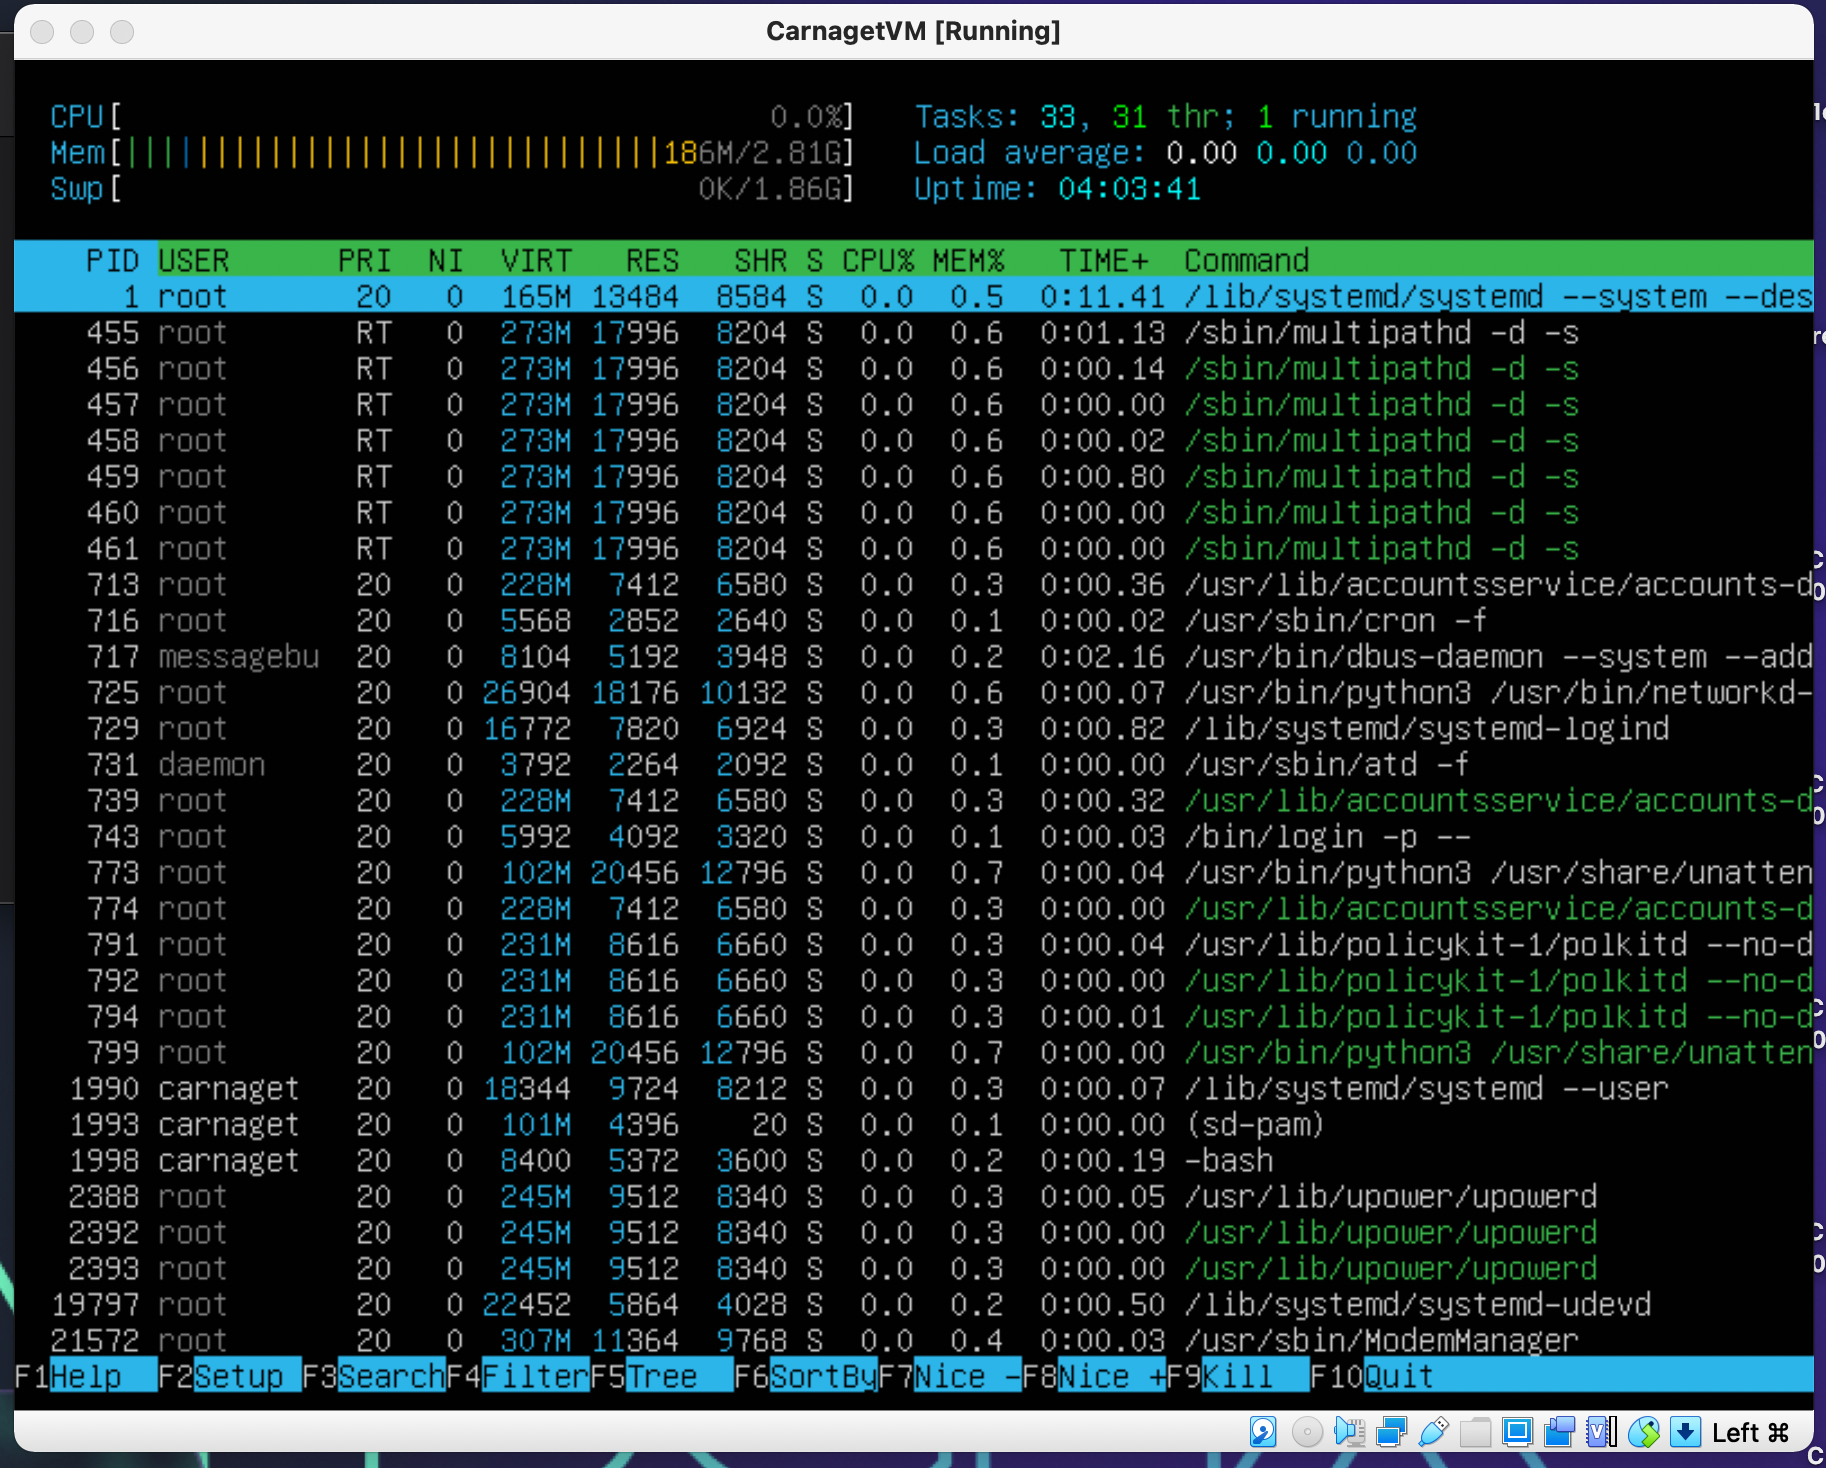 CarnagetVM [Running]
CPU[ 0.0%] Tasks: 33, 31 thr; 1 running
Mem[||||||||||||||||||||||||||||||186M/2.81G] Load average: 0.00 0.00 0.00
Swp[ 0K/1.86G] Uptime: 04:03:41
PID USER PRI NI VIRT RES SHR S CPU% MEM% TIME+ Command
1 root 20 0 165M 13484 8584 S 0.0 0.5 0:11.41 /lib/systemd/systemd --system --des
455 root RT 0 273M 17996 8204 S 0.0 0.6 0:01.13 /sbin/multipathd -d -s
456 root RT 0 273M 17996 8204 S 0.0 0.6 0:00.14 /sbin/multipathd -d -s
457 root RT 0 273M 17996 8204 S 0.0 0.6 0:00.00 /sbin/multipathd -d -s
458 root RT 0 273M 17996 8204 S 0.0 0.6 0:00.02 /sbin/multipathd -d -s
459 root RT 0 273M 17996 8204 S 0.0 0.6 0:00.80 /sbin/multipathd -d -s
460 root RT 0 273M 17996 8204 S 0.0 0.6 0:00.00 /sbin/multipathd -d -s
461 root RT 0 273M 17996 8204 S 0.0 0.6 0:00.00 /sbin/multipathd -d -s
713 root 20 0 228M 7412 6580 S 0.0 0.3 0:00.36 /usr/lib/accountsservice/accounts-d
716 root 20 0 5568 2852 2640 S 0.0 0.1 0:00.02 /usr/sbin/cron -f
717 messagebu 20 0 8104 5192 3948 S 0.0 0.2 0:02.16 /usr/bin/dbus-daemon --system --add
725 root 20 0 26904 18176 10132 S 0.0 0.6 0:00.07 /usr/bin/python3 /usr/bin/networkd-
729 root 20 0 16772 7820 6924 S 0.0 0.3 0:00.82 /lib/systemd/systemd-logind
731 daemon 20 0 3792 2264 2092 S 0.0 0.1 0:00.00 /usr/sbin/atd -f
739 root 20 0 228M 7412 6580 S 0.0 0.3 0:00.32 /usr/lib/accountsservice/accounts-d
743 root 20 0 5992 4092 3320 S 0.0 0.1 0:00.03 /bin/login -p --
773 root 20 0 102M 20456 12796 S 0.0 0.7 0:00.04 /usr/bin/python3 /usr/share/unatten
774 root 20 0 228M 7412 6580 S 0.0 0.3 0:00.00 /usr/lib/accountsservice/accounts-d
791 root 20 0 231M 8616 6660 S 0.0 0.3 0:00.04 /usr/lib/policykit-1/polkitd --no-d
792 root 20 0 231M 8616 6660 S 0.0 0.3 0:00.00 /usr/lib/policykit-1/polkitd --no-d
794 root 20 0 231M 8616 6660 S 0.0 0.3 0:00.01 /usr/lib/policykit-1/polkitd --no-d
799 root 20 0 102M 20456 12796 S 0.0 0.7 0:00.00 /usr/bin/python3 /usr/share/unatten
1990 carnaget 20 0 18344 9724 8212 S 0.0 0.3 0:00.07 /lib/systemd/systemd --user
1993 carnaget 20 0 101M 4396 20 S 0.0 0.1 0:00.00 (sd-pam)
1998 carnaget 20 0 8400 5372 3600 S 0.0 0.2 0:00.19 -bash
2388 root 20 0 245M 9512 8340 S 0.0 0.3 0:00.05 /usr/lib/upower/upowerd
2392 root 20 0 245M 9512 8340 S 0.0 0.3 0:00.00 /usr/lib/upower/upowerd
2393 root 20 0 245M 9512 8340 S 0.0 0.3 0:00.00 /usr/lib/upower/upowerd
19797 root 20 0 22452 5864 4028 S 0.0 0.2 0:00.50 /lib/systemd/systemd-udevd
21572 root 20 0 307M 11364 9768 S 0.0 0.4 0:00.03 /usr/sbin/ModemManager
F1Help F2Setup F3Search F4Filter F5Tree F6SortBy F7Nice - F8Nice + F9Kill F10Quit
Left ⌘